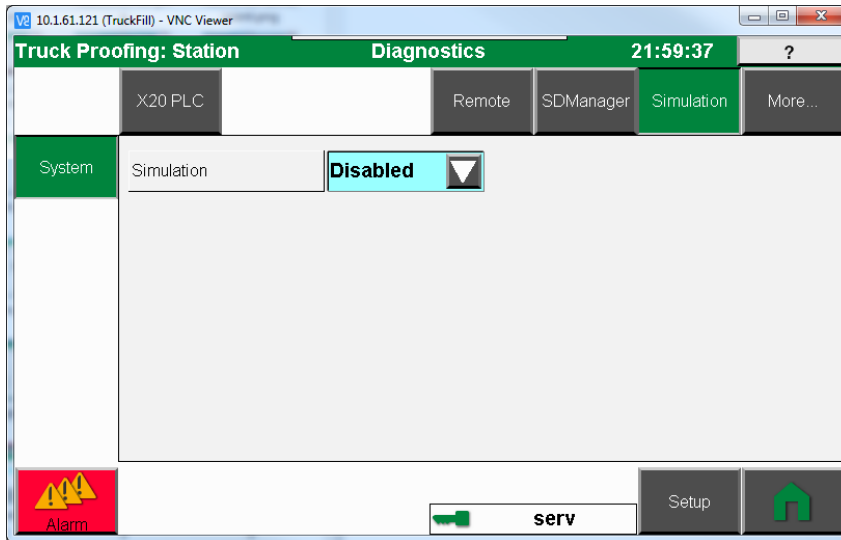 10.1.61.121 (TruckFill) - VNC Viewer
Truck Proofing: Station Diagnostics 21:59:37 ?
X20 PLC Remote SDManager Simulation More...
System Simulation Disabled
Setup
Alarm serv